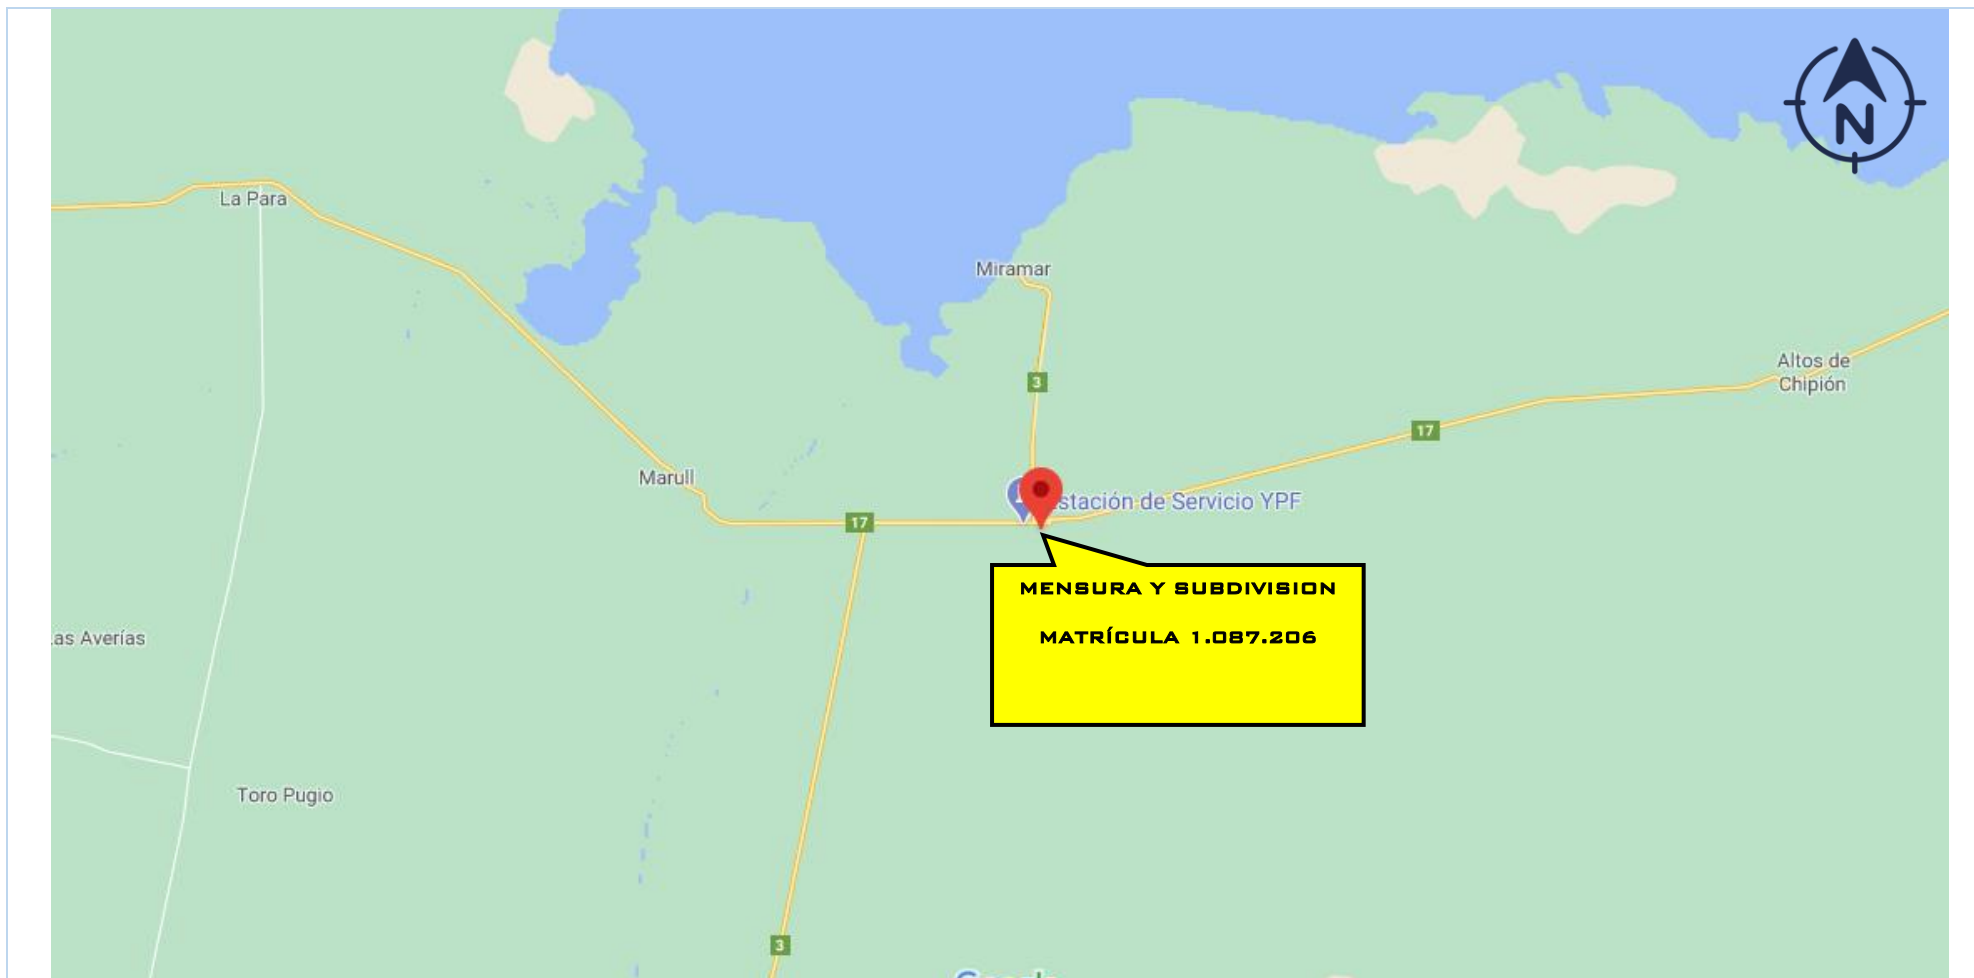 N
La Para
Miramar
Altos de
Chipión
3
17
Marull
stación de Servicio YPF
17
MENSURA Y SUBDIVISION
MATRÍCULA 1.087.206
as Averías
Toro Pugio
3